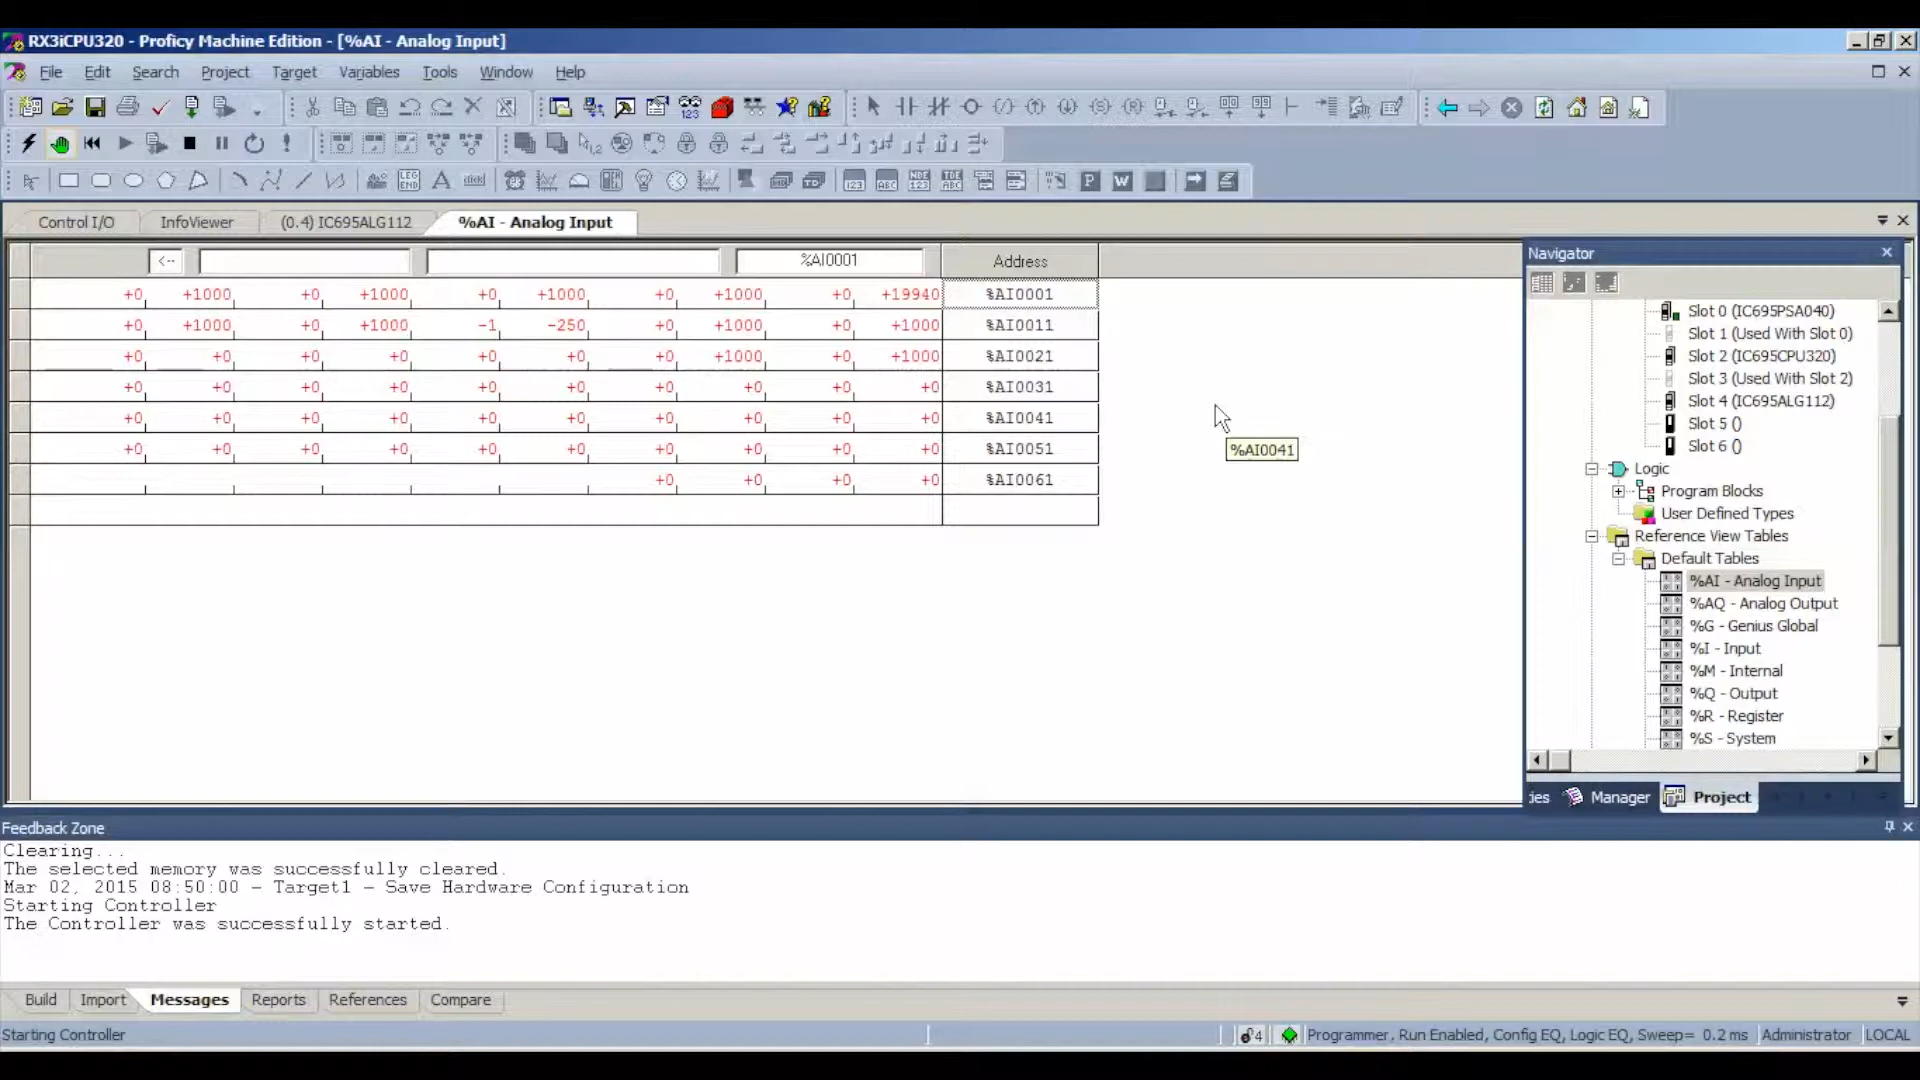 RX3iCPU320 - Proficy Machine Edition - [%AI - Analog Input]
File Edit Search Project Target Variables Tools Window Help
Control I/O InfoViewer (0.4) IC695ALG112 %AI - Analog Input
<-- %AI0001 Address
+0 +1000 +0 +1000 +0 +1000 +0 +1000 +0 +19940 %AI0001
+0 +1000 +0 +1000 -1 -250 +0 +1000 +0 +1000 %AI0011
+0 +0 +0 +0 +0 +0 +0 +1000 +0 +1000 %AI0021
+0 +0 +0 +0 +0 +0 +0 +0 +0 +0 %AI0031
+0 +0 +0 +0 +0 +0 +0 +0 +0 +0 %AI0041
+0 +0 +0 +0 +0 +0 +0 +0 +0 +0 %AI0051
+0 +0 +0 +0 %AI0061
%AI0041
Navigator
Slot 0 (IC695PSA040)
Slot 1 (Used With Slot 0)
Slot 2 (IC695CPU320)
Slot 3 (Used With Slot 2)
Slot 4 (IC695ALG112)
Slot 5 ()
Slot 6 ()
Logic
Program Blocks
User Defined Types
Reference View Tables
Default Tables
%AI - Analog Input
%AQ - Analog Output
%G - Genius Global
%I - Input
%M - Internal
%Q - Output
%R - Register
%S - System
ies Manager Project
Feedback Zone
Clearing...
The selected memory was successfully cleared.
Mar 02, 2015 08:50:00 - Target1 - Save Hardware Configuration
Starting Controller
The Controller was successfully started.
Build Import Messages Reports References Compare
Starting Controller 4 Programmer, Run Enabled, Config EQ, Logic EQ, Sweep= 0.2 ms Administrator LOCAL